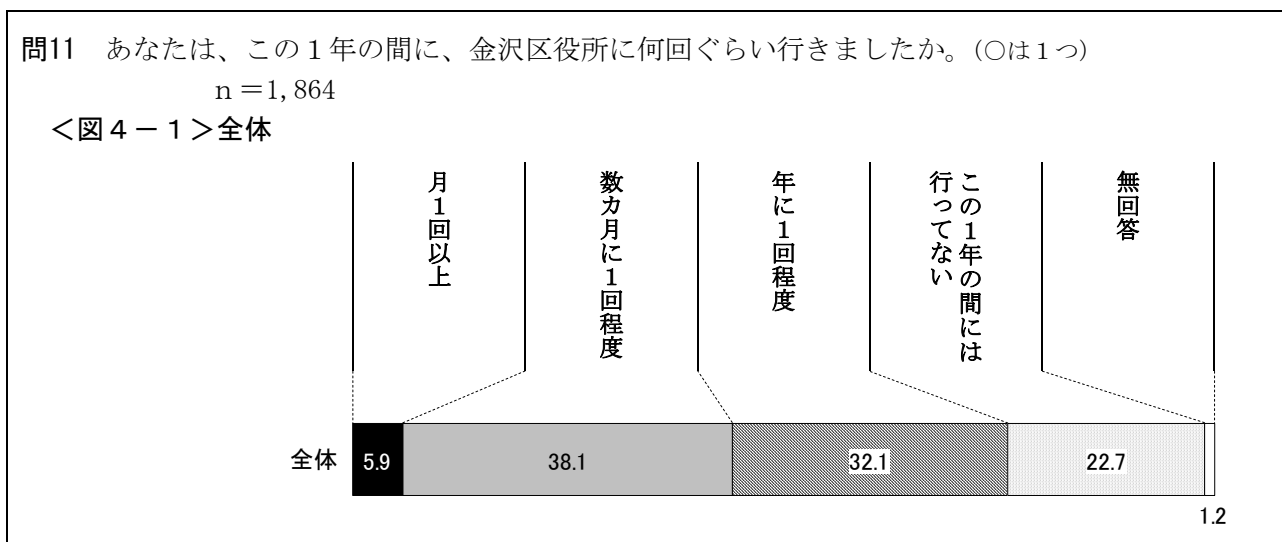 問11 あなたは、この１年の間に、金沢区役所に何回ぐらい行きましたか。(○は１つ)
ｎ＝1,864
＜図４－１＞全体
月１回以上
数カ月に１回程度
年に１回程度
この１年の間には
行ってない
無回答
全体 5.9 38.1 32.1 22.7
1.2